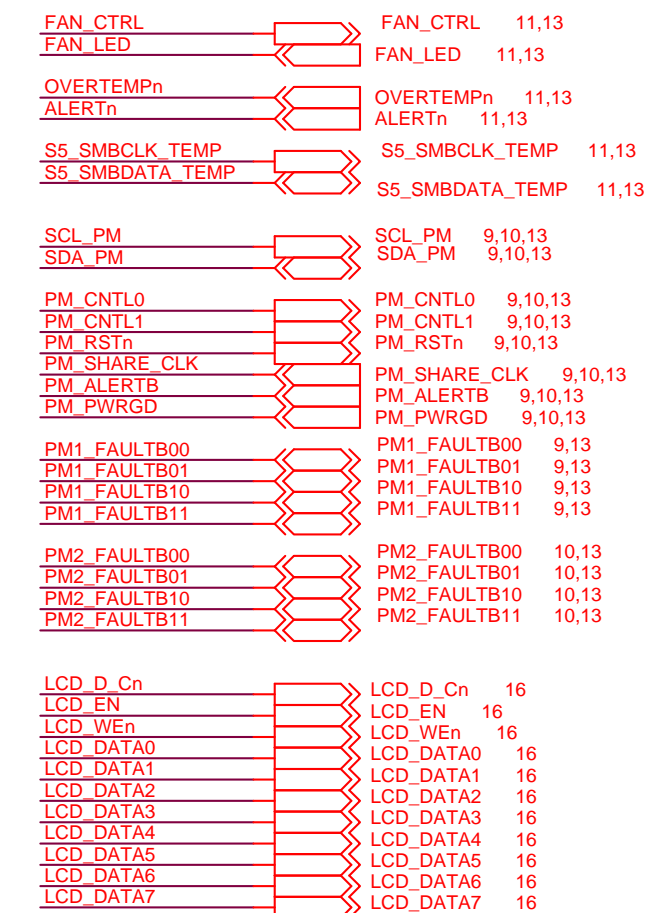 FAN_CTRL FAN_CTRL 11,13
FAN_LED FAN_LED 11,13
OVERTEMPn OVERTEMPn 11,13
ALERTn ALERTn 11,13
S5_SMBCLK_TEMP S5_SMBCLK_TEMP 11,13
S5_SMBDATA_TEMP S5_SMBDATA_TEMP 11,13
SCL_PM SCL_PM 9,10,13
SDA_PM SDA_PM 9,10,13
PM_CNTL0 PM_CNTL0 9,10,13
PM_CNTL1 PM_CNTL1 9,10,13
PM_RSTn PM_RSTn 9,10,13
PM_SHARE_CLK PM_SHARE_CLK 9,10,13
PM_ALERTB PM_ALERTB 9,10,13
PM_PWRGD PM_PWRGD 9,10,13
PM1_FAULTB00 PM1_FAULTB00 9,13
PM1_FAULTB01 PM1_FAULTB01 9,13
PM1_FAULTB10 PM1_FAULTB10 9,13
PM1_FAULTB11 PM1_FAULTB11 9,13
PM2_FAULTB00 PM2_FAULTB00 10,13
PM2_FAULTB01 PM2_FAULTB01 10,13
PM2_FAULTB10 PM2_FAULTB10 10,13
PM2_FAULTB11 PM2_FAULTB11 10,13
LCD_D_Cn LCD_D_Cn 16
LCD_EN LCD_EN 16
LCD_WEn LCD_WEn 16
LCD_DATA0 LCD_DATA0 16
LCD_DATA1 LCD_DATA1 16
LCD_DATA2 LCD_DATA2 16
LCD_DATA3 LCD_DATA3 16
LCD_DATA4 LCD_DATA4 16
LCD_DATA5 LCD_DATA5 16
LCD_DATA6 LCD_DATA6 16
LCD_DATA7 LCD_DATA7 16